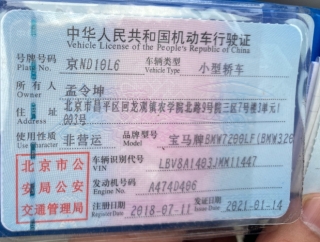 中华人民共和国机动车行驶证
Vehicle License of the People's Republic of China
号牌号码 京ND10L6 车辆类型 小型轿车
Plate No. Vehicle Type
所有人 孟令坤
Owner
住址 北京市昌平区回龙观镇农学院北路9号院三区7号楼3单元1
Address 003号
使用性质 非营运 品牌型号 宝马牌BMW7200LF(BMW320
Use Character Model
北京市公
安局公安
交通管理局
车辆识别代号 LBV8A1403JMM11447
VIN
发动机号码 A474D406
Engine No.
注册日期 2018-07-11 发证日期 2021-01-14
Register Date Issue Date